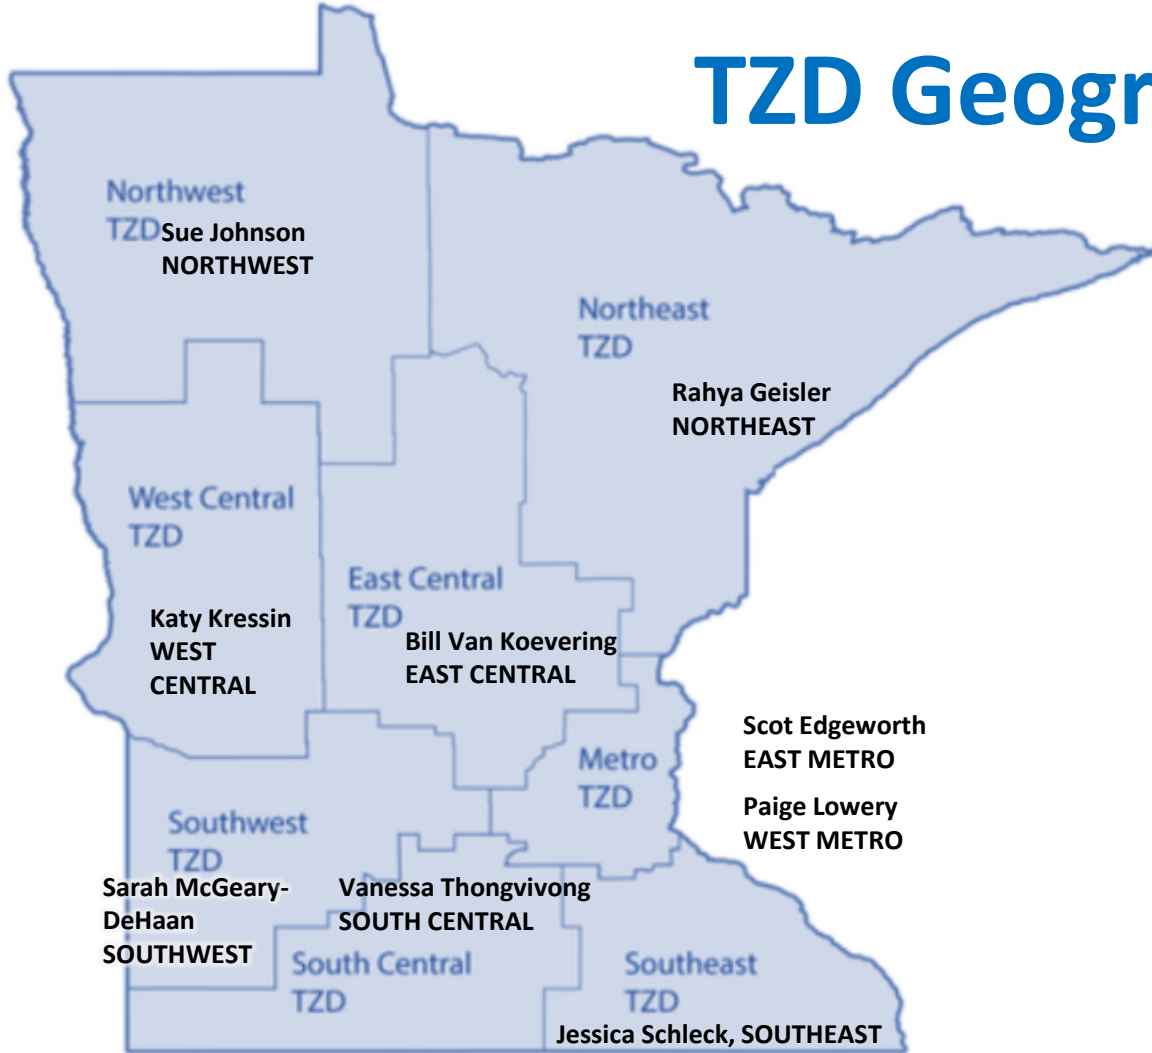 TZD Geogr
Northwest
TZD
Sue Johnson
NORTHWEST
Northeast
TZD
Rahya Geisler
NORTHEAST
West Central
TZD
Katy Kressin
WEST
CENTRAL
East Central
TZD
Bill Van Koevering
EAST CENTRAL
Metro
TZD
Scot Edgeworth
EAST METRO
Paige Lowery
WEST METRO
Southwest
TZD
Sarah McGeary-
DeHaan
SOUTHWEST
Vanessa Thongvivong
SOUTH CENTRAL
South Central
TZD
Southeast
TZD
Jessica Schleck, SOUTHEAST